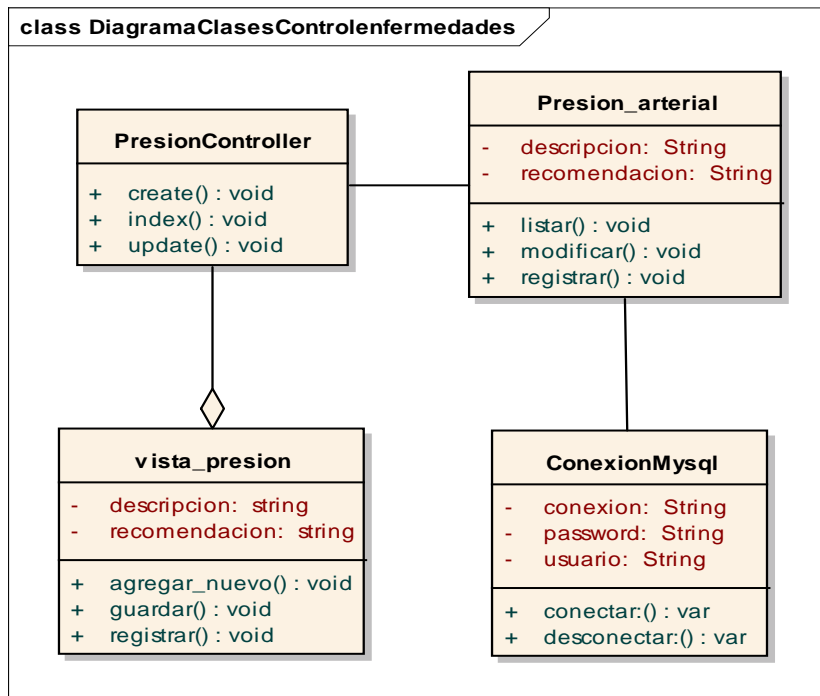 class DiagramaClasesControlenfermedades
PresionController
+ create() : void
+ index() : void
+ update() : void
Presion_arterial
- descripcion: String
- recomendacion: String
+ listar() : void
+ modificar() : void
+ registrar() : void
vista_presion
- descripcion: string
- recomendacion: string
+ agregar_nuevo() : void
+ guardar() : void
+ registrar() : void
ConexionMysql
- conexion: String
- password: String
- usuario: String
+ conectar:() : var
+ desconectar:() : var